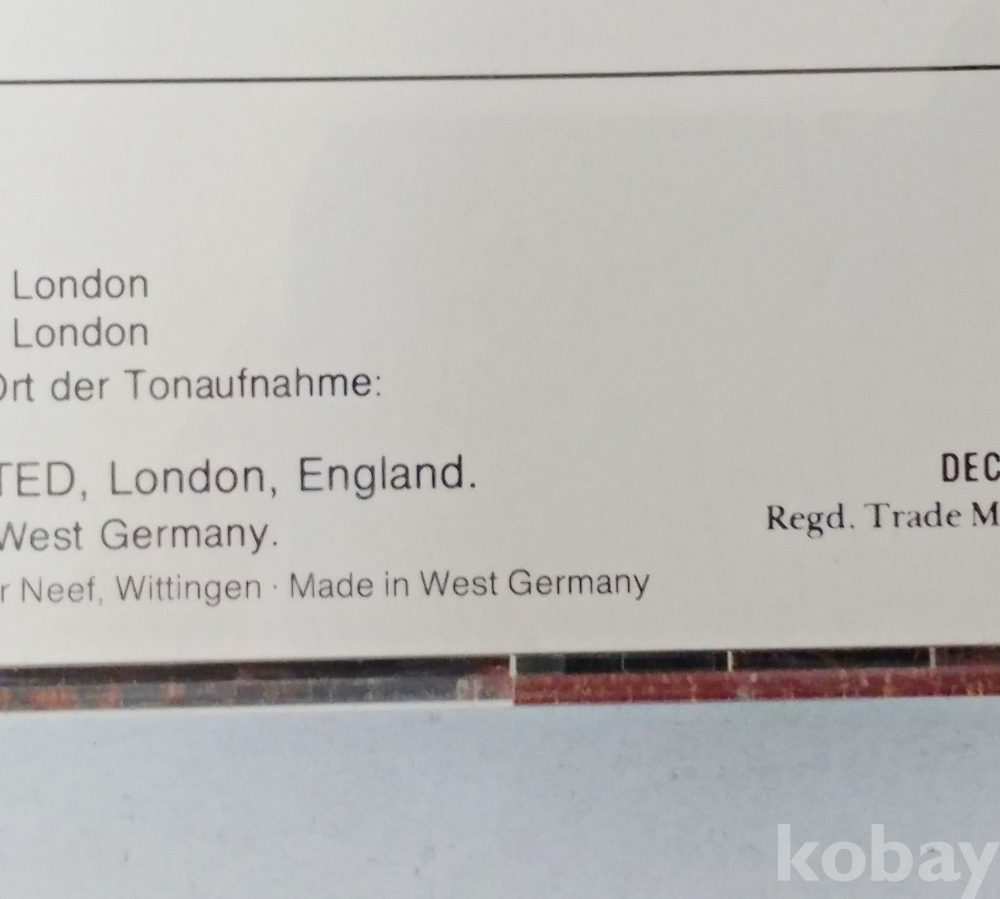 London
London
Ort der Tonaufnahme:
TED, London, England.
DEC
West Germany.
Regd. Trade M
r Neef, Wittingen · Made in West Germany
kobay